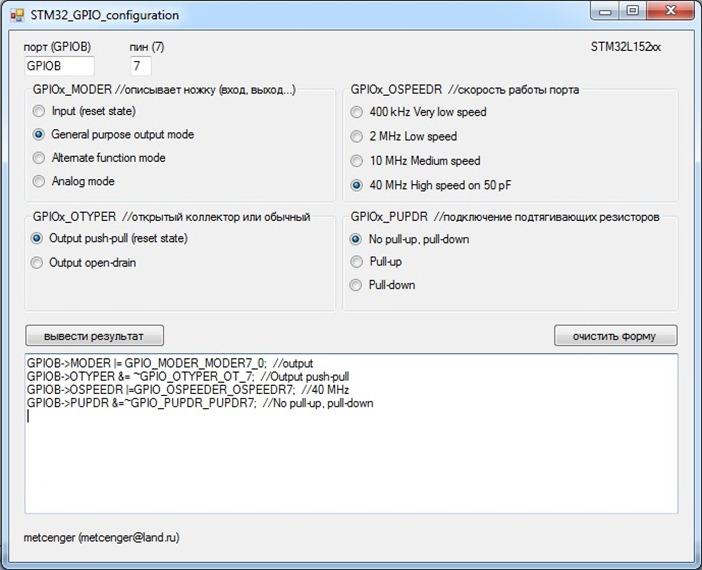 STM32_GPIO_configuration
порт (GPIOB) пин (7) STM32L152xx
GPIOB 7
GPIOx_MODER //описывает ножку (вход, выход...)
Input (reset state)
General purpose output mode
Alternate function mode
Analog mode
GPIOx_OSPEEDR //скорость работы порта
400 kHz Very low speed
2 MHz Low speed
10 MHz Medium speed
40 MHz High speed on 50 pF
GPIOx_OTYPER //открытый коллектор или обычный
Output push-pull (reset state)
Output open-drain
GPIOx_PUPDR //подключение подтягивающих резисторов
No pull-up, pull-down
Pull-up
Pull-down
вывести результат очистить форму
GPIOB->MODER |= GPIO_MODER_MODER7_0; //output
GPIOB->OTYPER &= ~GPIO_OTYPER_OT_7; //Output push-pull
GPIOB->OSPEEDR |=GPIO_OSPEEDER_OSPEEDR7; //40 MHz
GPIOB->PUPDR &=~GPIO_PUPDR_PUPDR7; //No pull-up, pull-down
metcenger (metcenger@land.ru)